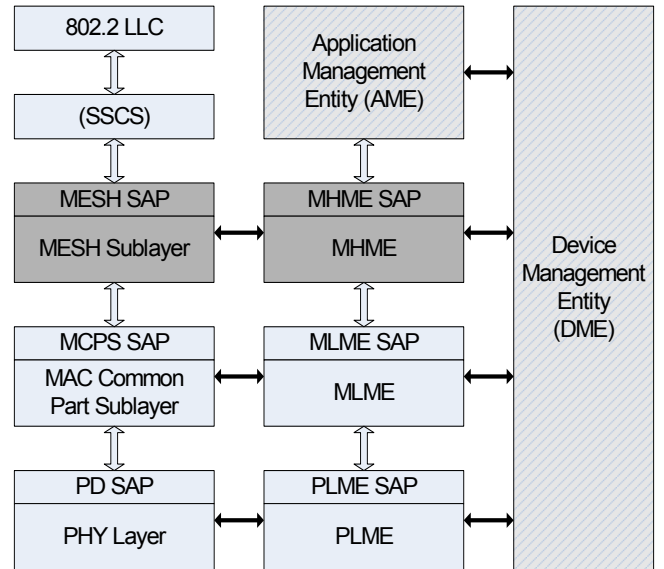 802.2 LLC
(SSCS)
MESH SAP
MESH Sublayer
MCPS SAP
MAC Common
Part Sublayer
PD SAP
PHY Layer
Application
Management
Entity (AME)
MHME SAP
MHME
MLME SAP
MLME
PLME SAP
PLME
Device
Management
Entity
(DME)